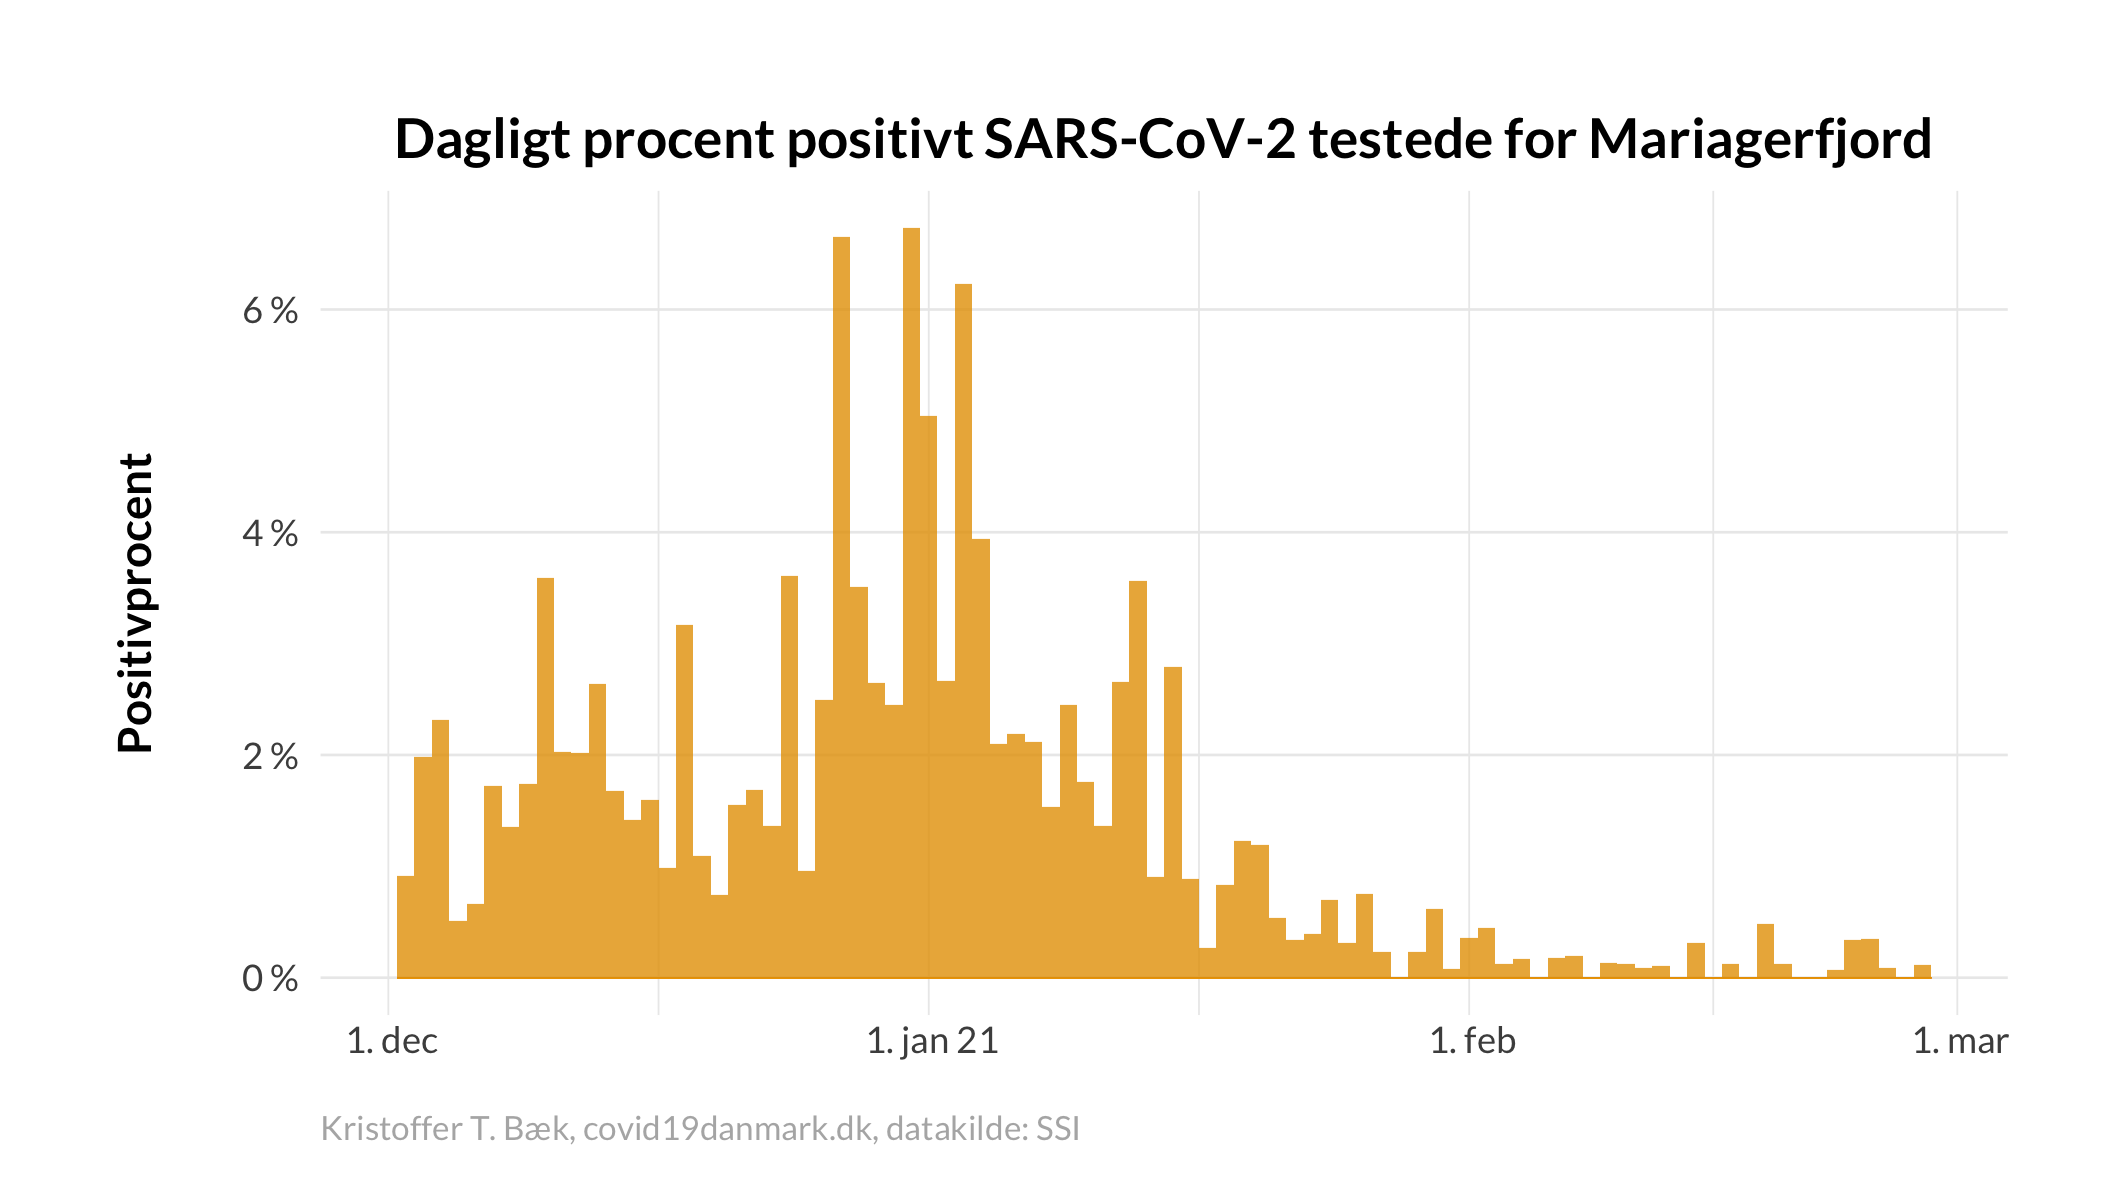 Dagligt procent positivt SARS-CoV-2 testede for Mariagerfjord
Positivprocent
6 %
4 %
2 %
0 %
1. dec
1. jan 21
1. feb
1. mar
Kristoffer T. Bæk, covid19danmark.dk, datakilde: SSI